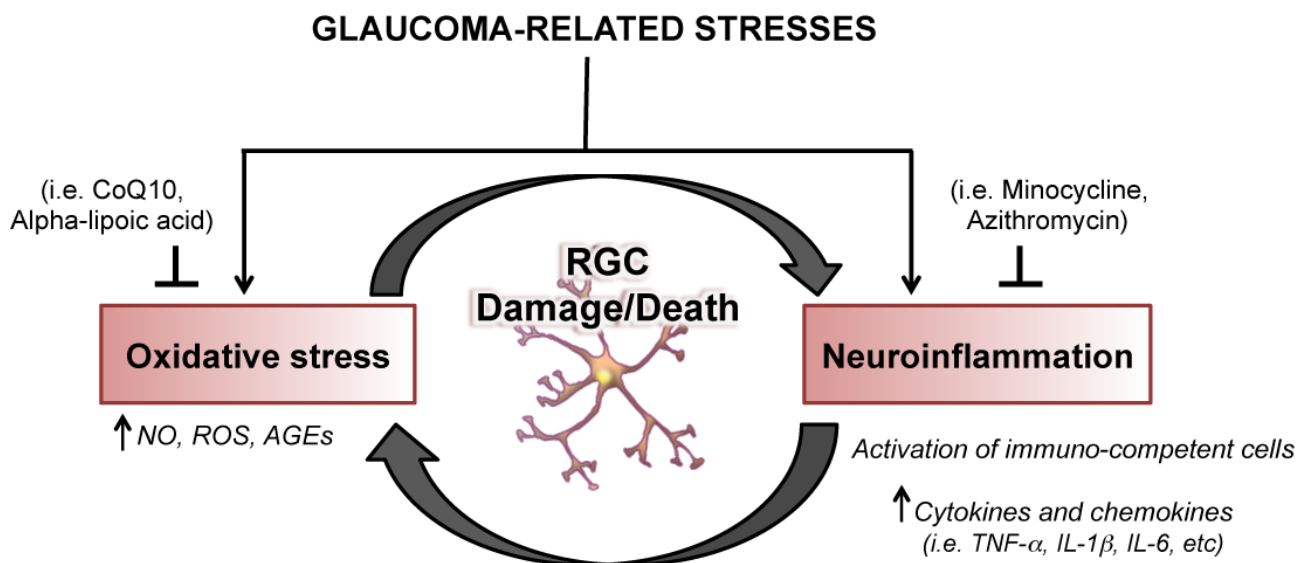 GLAUCOMA-RELATED STRESSES
(i.e. CoQ10,
Alpha-lipoic acid)
(i.e. Minocycline,
Azithromycin)
RGC
Damage/Death
Oxidative stress
Neuroinflammation
↑ NO, ROS, AGEs
Activation of immuno-competent cells
↑ Cytokines and chemokines
(i.e. TNF-α, IL-1β, IL-6, etc)